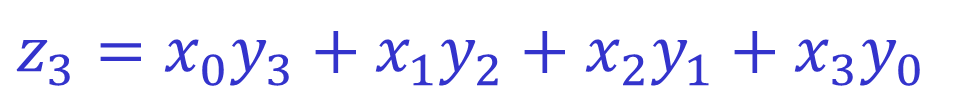 z₃ = x₀y₃ + x₁y₂ + x₂y₁ + x₃y₀